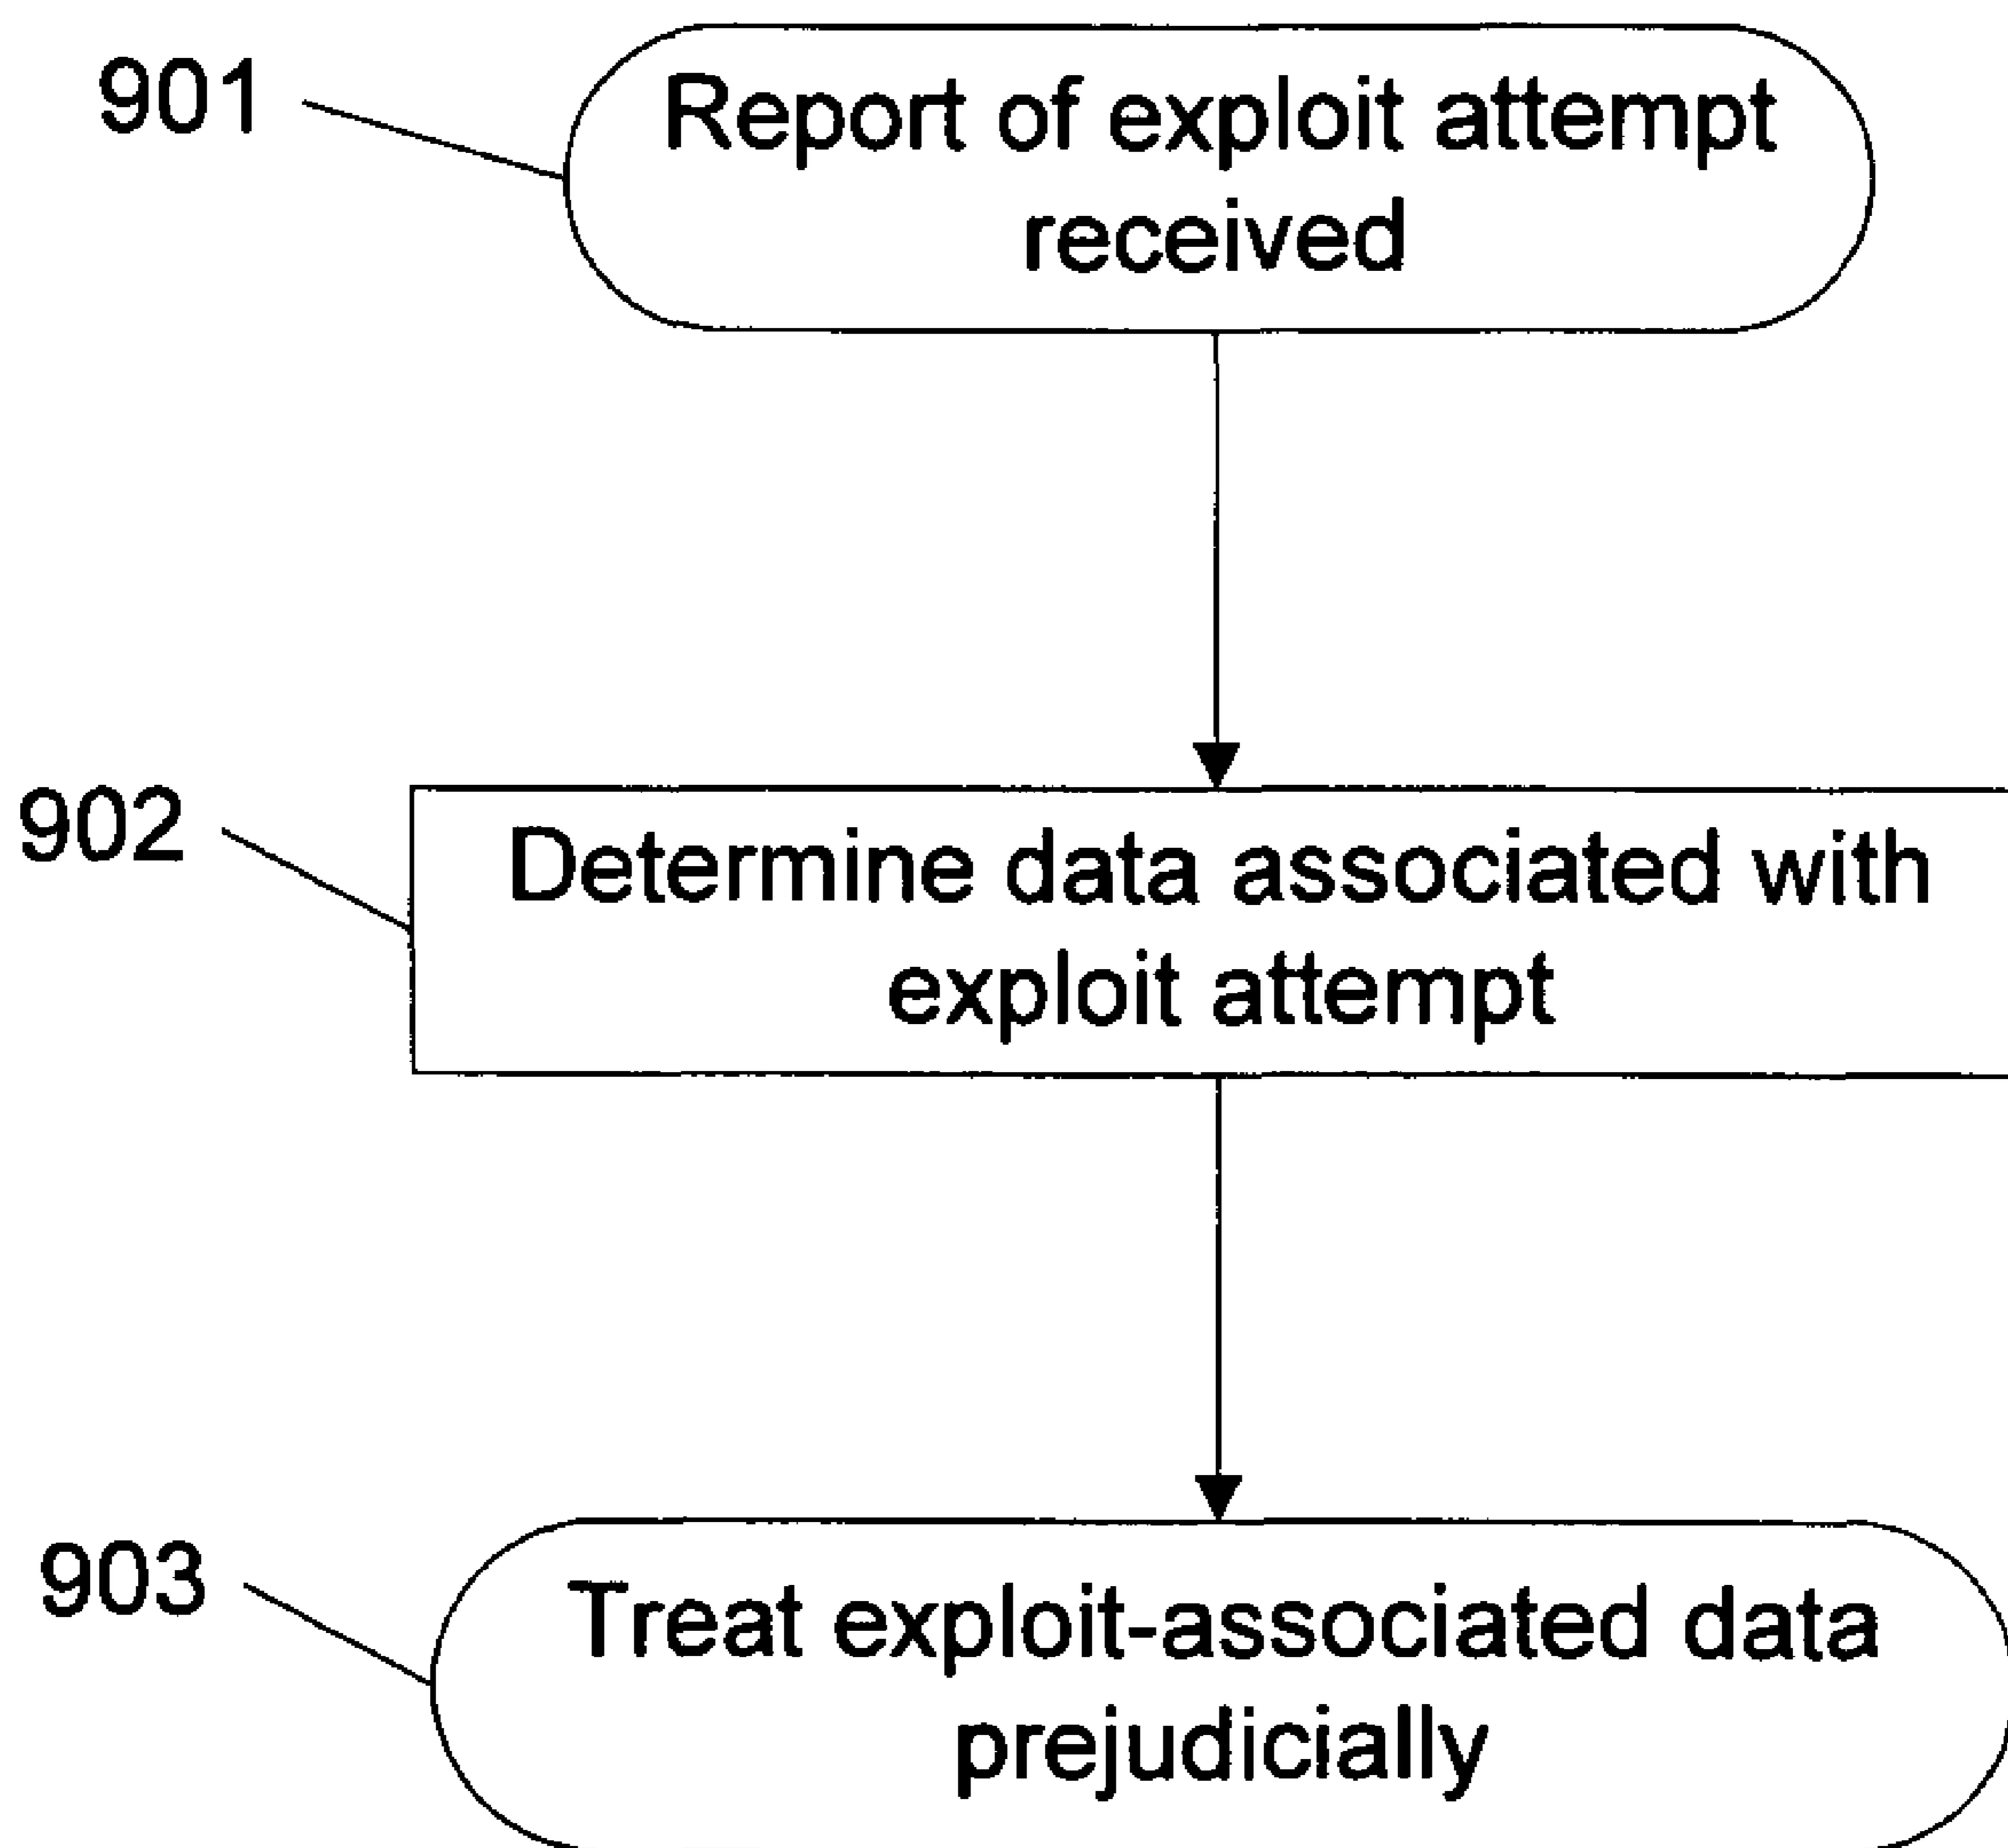 901
Report of exploit attempt
received
902
Determine data associated with
exploit attempt
903
Treat exploit-associated data
prejudicially